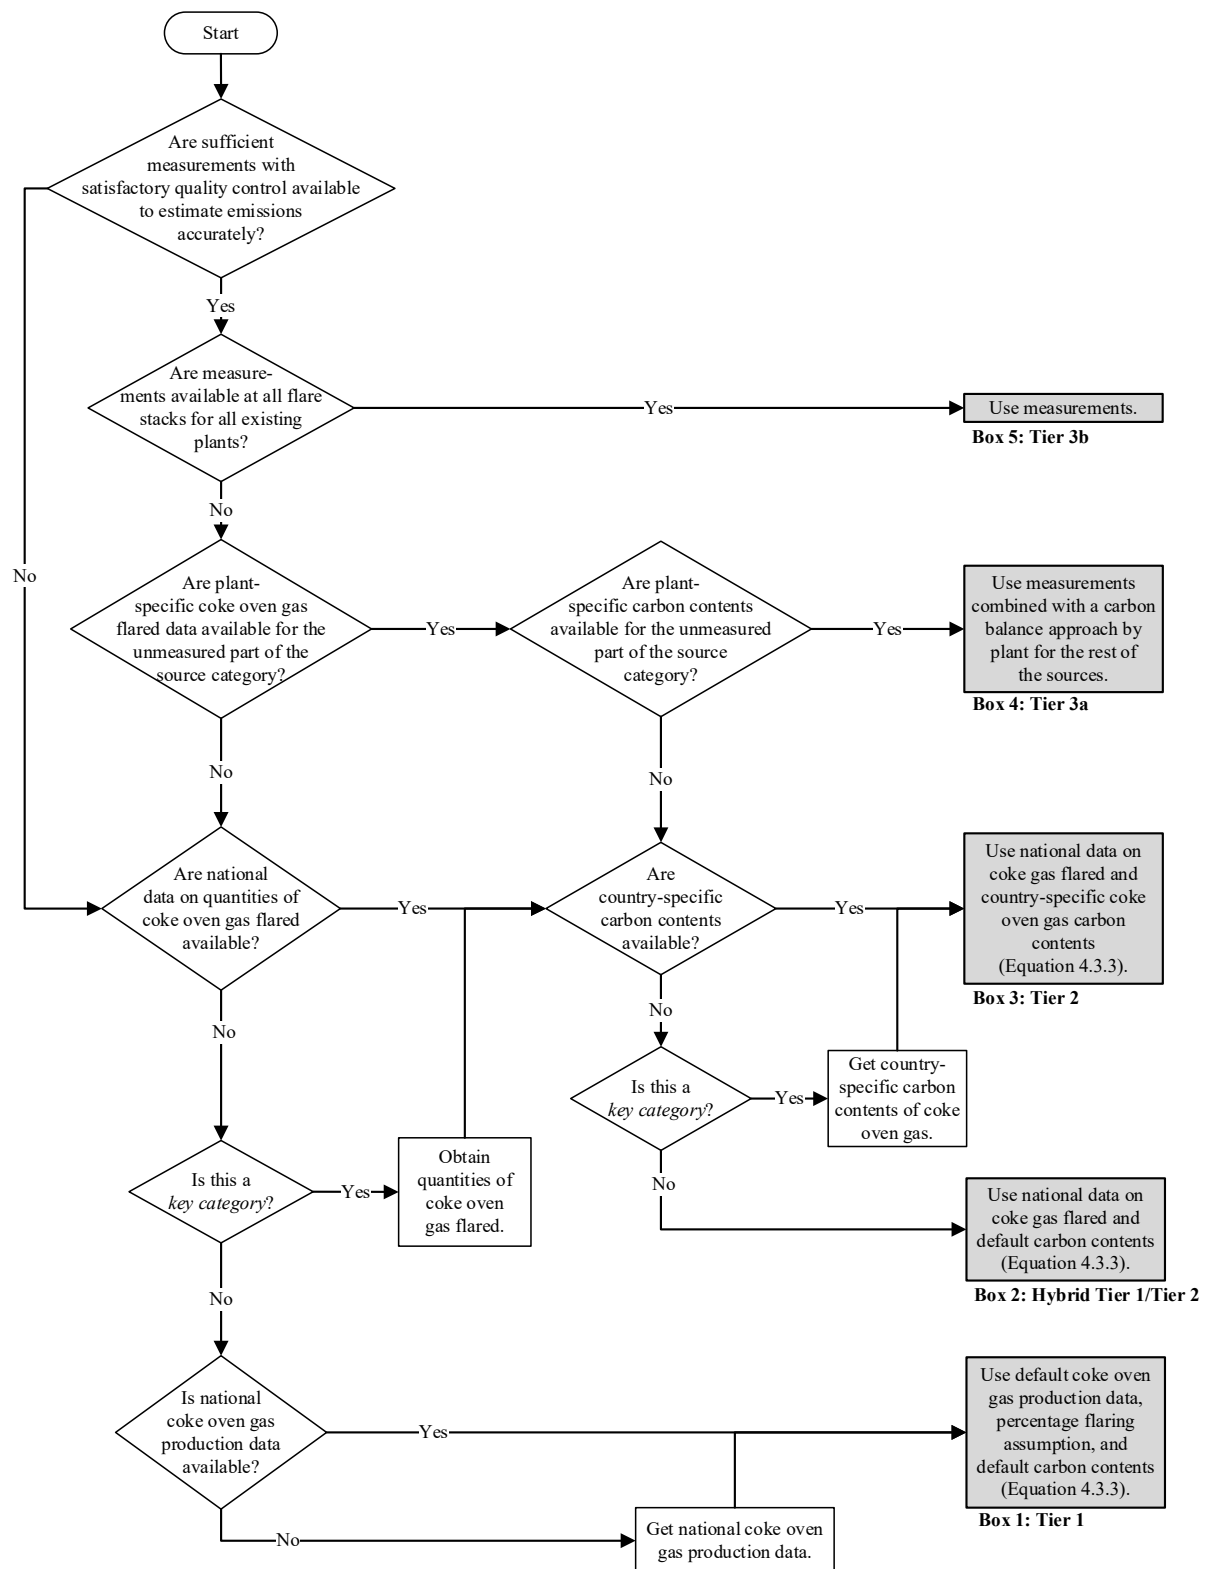 Start
Are sufficient
measurements with
satisfactory quality control available
to estimate emissions
accurately?
Yes
Are measure-
ments available at all flare
stacks for all existing
plants?
Yes
Use measurements.
Box 5: Tier 3b
No
No
Are plant-
specific coke oven gas
flared data available for the
unmeasured part of the
source category?
Yes
Are plant-
specific carbon contents
available for the unmeasured
part of the source
category?
Yes
Use measurements
combined with a carbon
balance approach by
plant for the rest of
the sources.
Box 4: Tier 3a
No
No
Are national
data on quantities of
coke oven gas flared
available?
Yes
Are
country-specific
carbon contents
available?
Yes
Use national data on
coke gas flared and
country-specific coke
oven gas carbon
contents
(Equation 4.3.3).
Box 3: Tier 2
No
No
Is this a
key category?
Yes
Get country-
specific carbon
contents of coke
oven gas.
Is this a
key category?
Yes
Obtain
quantities of
coke oven
gas flared.
No
Use national data on
coke gas flared and
default carbon contents
(Equation 4.3.3).
Box 2: Hybrid Tier 1/Tier 2
No
Is national
coke oven gas
production data
available?
Yes
Use default coke oven
gas production data,
percentage flaring
assumption, and
default carbon contents
(Equation 4.3.3).
Box 1: Tier 1
No
Get national coke oven
gas production data.